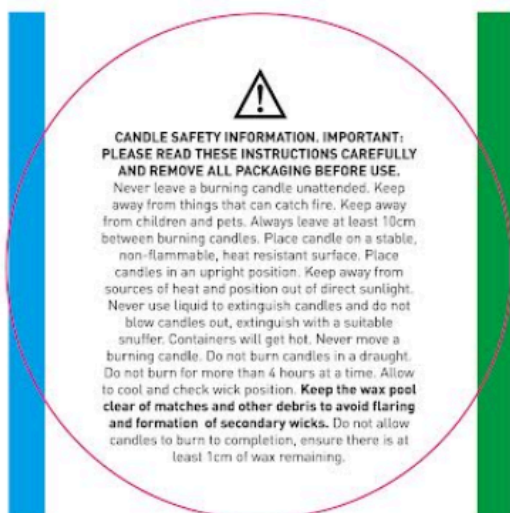 CANDLE SAFETY INFORMATION. IMPORTANT:
PLEASE READ THESE INSTRUCTIONS CAREFULLY
AND REMOVE ALL PACKAGING BEFORE USE.
Never leave a burning candle unattended. Keep
away from things that can catch fire. Keep away
from children and pets. Always leave at least 10cm
between burning candles. Place candle on a stable,
non-flammable, heat resistant surface. Place
candles in an upright position. Keep away from
sources of heat and position out of direct sunlight.
Never use liquid to extinguish candles and do not
blow candles out, extinguish with a suitable
snuffer. Containers will get hot. Never move a
burning candle. Do not burn candles in a draught.
Do not burn for more than 4 hours at a time. Allow
to cool and check wick position. Keep the wax pool
clear of matches and other debris to avoid flaring
and formation of secondary wicks. Do not allow
candles to burn to completion, ensure there is at
least 1cm of wax remaining.